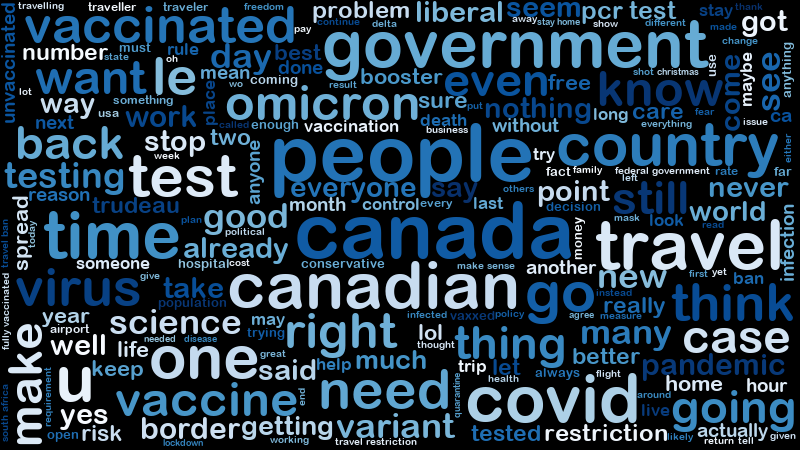 travelling
traveller
traveler
freedom
problem
liberal
seem
pcr test
away
stay home
show
different
stay
thank
vaccinated
unvaccinated
pay
continue
delta
made
got
number
must
rule
day
best
government
change
state
oh
done
shot
christmas
use
maybe
come
see
anything
want
le
mean
coming
result
booster
even
free
know
lot
something
wo
place
omicron
sure
put
nothing
long
care
fear
issue
ca
way
usa
work
death
next
called
enough
vaccination
business
without
everything
either
back
stop
two
people
country
week
try
testing
test
anyone
fact
family
federal government
rate
far
left
reason
everyone
say
others
point
still
never
trudeau
month
control
every
last
decision
mask
look
world
plan
good
political
canada
money
read
infection
travel ban
today
spread
time
already
travel
someone
hospital
cost
conservative
make sense
another
new
first
yet
ban
fully vaccinated
give
virus
take
canadian
go
instead
really
think
population
year
airport
science
may
trying
right
infected
vaxxed
policy
agree
measure
lol
thought
thing
many
case
well
life
needed
disease
great
said
help
much
trip
let
better
pandemic
make
keep
one
health
always
flight
u
vaccine
end
need
quarantine
covid
home
hour
around
live
going
south africa
requirement
yes
open
risk
border
getting
variant
tested
restriction
likely
actually
given
lockdown
working
travel restriction
return
tell